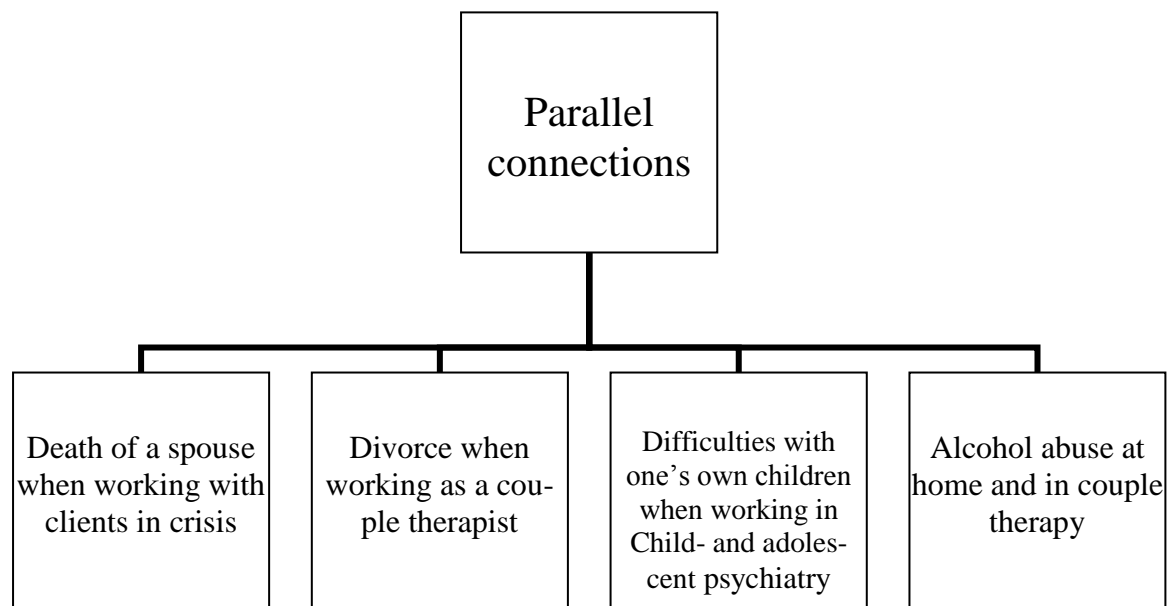 Parallel
connections
Death of a spouse
when working with
clients in crisis
Divorce when
working as a cou-
ple therapist
Difficulties with
one’s own children
when working in
Child- and adoles-
cent psychiatry
Alcohol abuse at
home and in couple
therapy